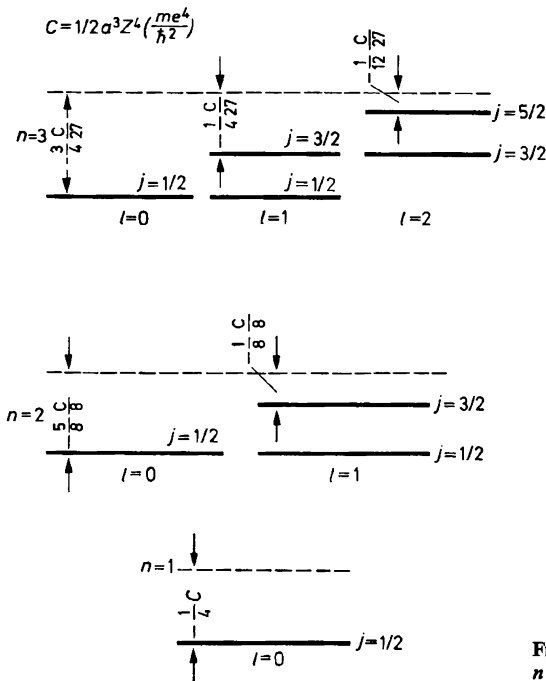 C=1/2a³Z⁴(me⁴/ħ²)
1/12 C/27
n=3
3/4 C/27
1/4 C/27
j=5/2
j=3/2
j=3/2
j=1/2
j=1/2
l=0
l=1
l=2
1/8 C/8
n=2
5/8 C/8
j=3/2
j=1/2
j=1/2
l=0
l=1
n=1
1/4 C
j=1/2
l=0
n